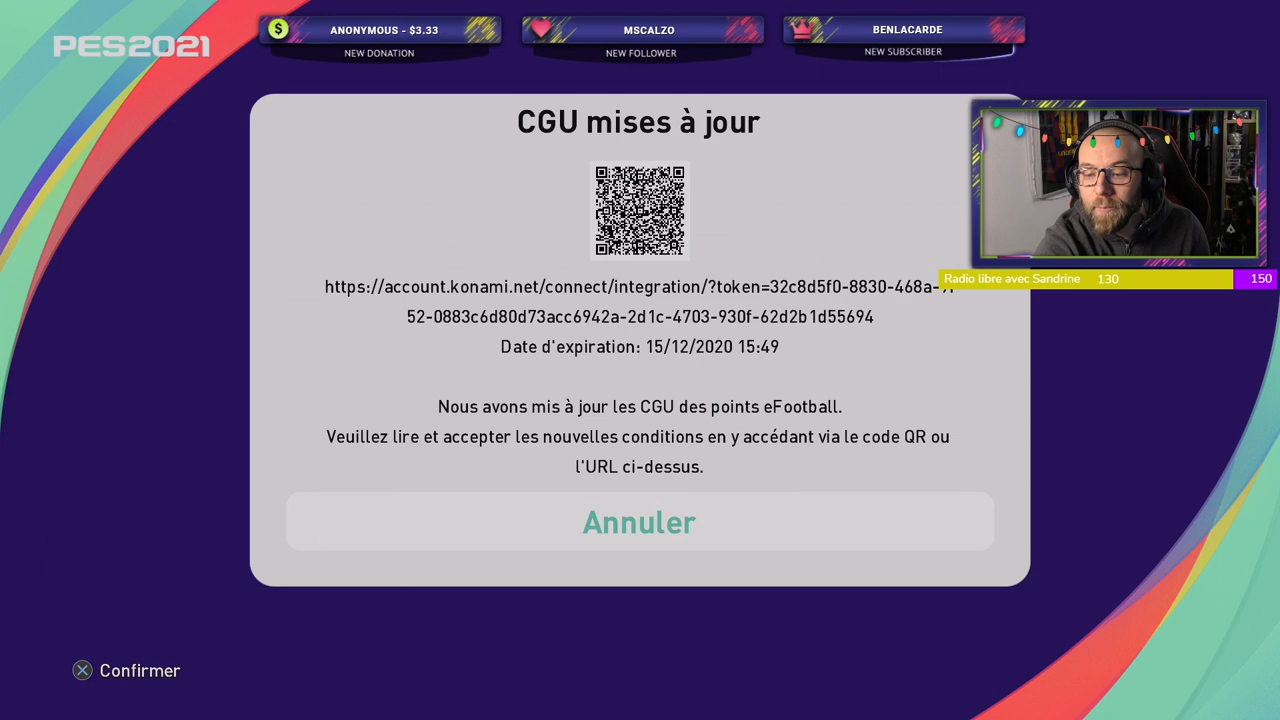 PES2021
ANONYMOUS - $3.33
NEW DONATION
MSCALZO
NEW FOLLOWER
BENLACARDE
NEW SUBSCRIBER
CGU mises à jour
https://account.konami.net/connect/integration/?token=32c8d5f0-8830-468a-
52-0883c6d80d73acc6942a-2d1c-4703-930f-62d2b1d55694
Date d'expiration: 15/12/2020 15:49
Radio libre avec Sandrine 130 150
Nous avons mis à jour les CGU des points eFootball.
Veuillez lire et accepter les nouvelles conditions en y accédant via le code QR ou
l'URL ci-dessus.
Annuler
Confirmer